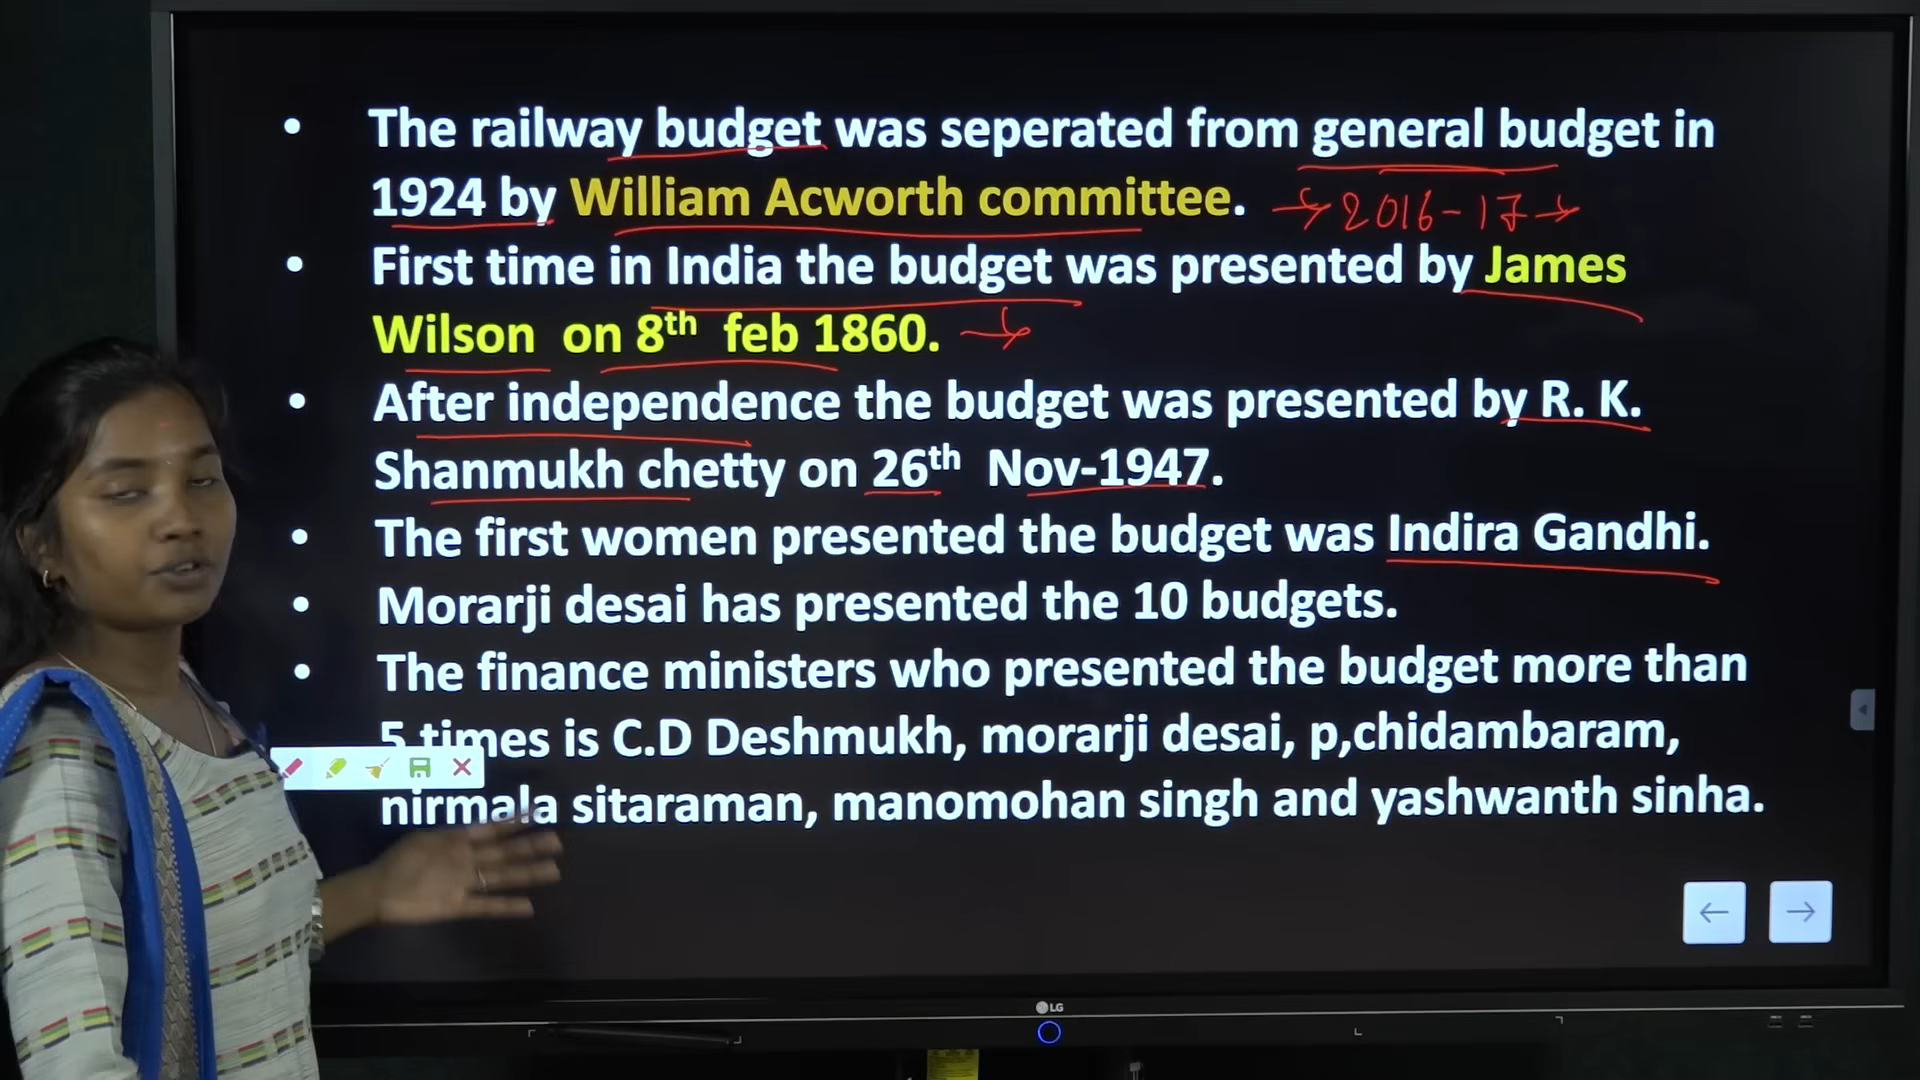 • The railway budget was seperated from general budget in
1924 by William Acworth committee. → 2016-17 →
• First time in India the budget was presented by James
Wilson on 8th feb 1860. →
• After independence the budget was presented by R. K.
Shanmukh chetty on 26th Nov-1947.
• The first women presented the budget was Indira Gandhi.
• Morarji desai has presented the 10 budgets.
• The finance ministers who presented the budget more than
5 times is C.D Deshmukh, morarji desai, p,chidambaram,
nirmala sitaraman, manomohan singh and yashwanth sinha.
LG